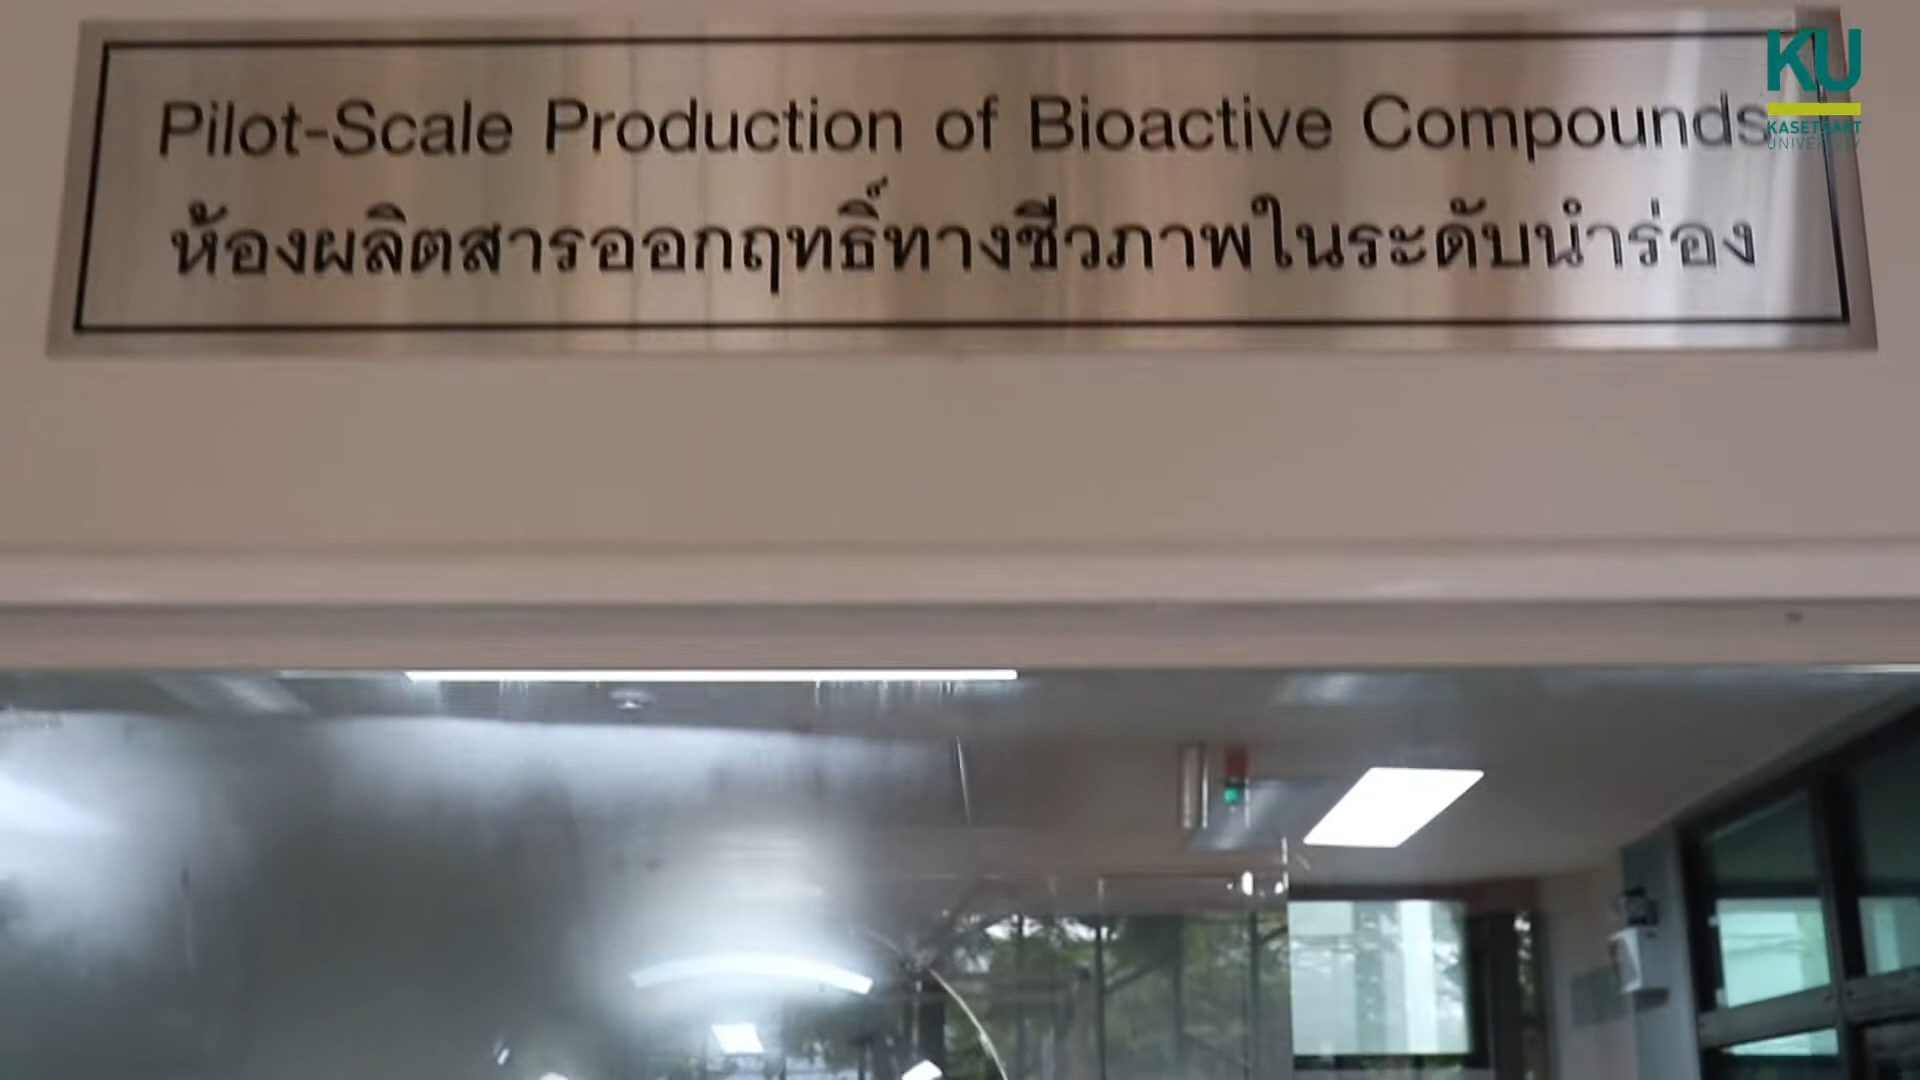 Pilot-Scale Production of Bioactive Compounds
ห้องผลิตสารออกฤทธิ์ทางชีวภาพในระดับนำร่อง
KU
KASETSART
UNIVERSITY